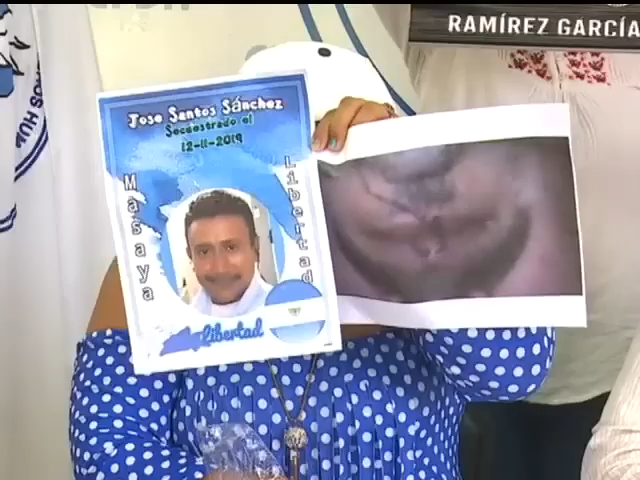 RAMÍREZ GARCÍA
Jose Santos Sánchez
Secuestrado el
12-11-2019
Masaya
Libertad
libertad